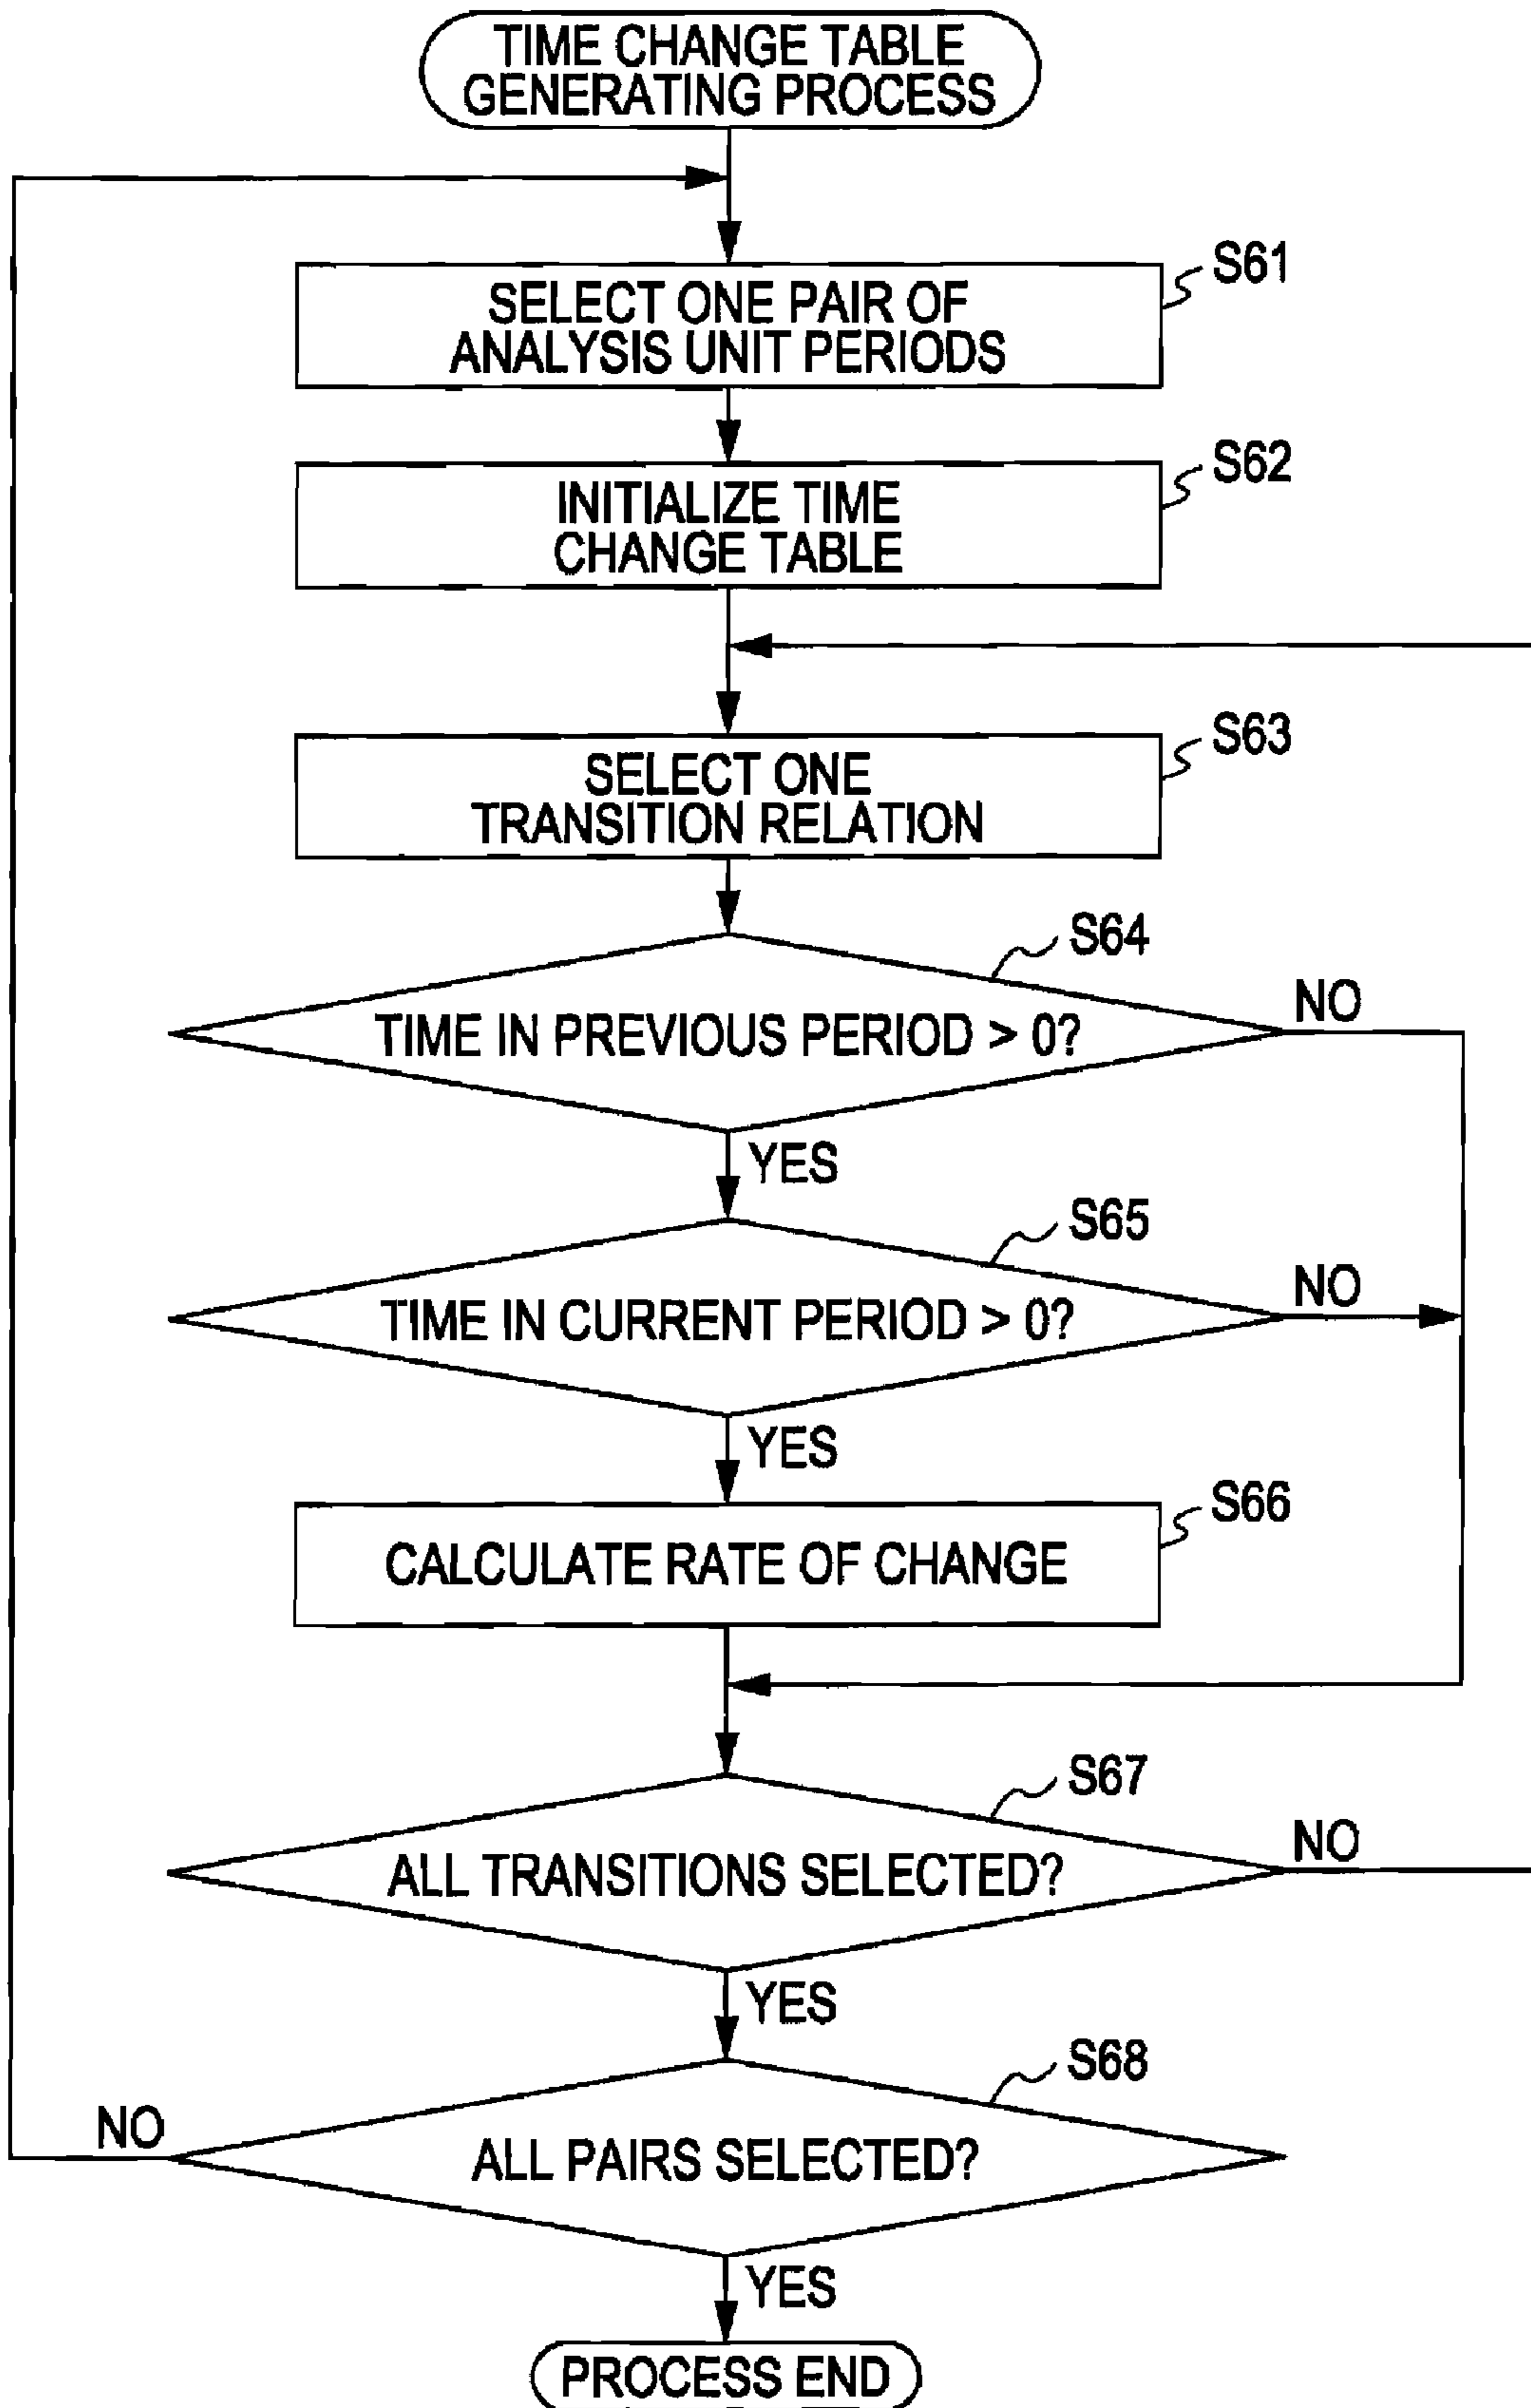 TIME CHANGE TABLE
GENERATING PROCESS
S61
SELECT ONE PAIR OF
ANALYSIS UNIT PERIODS
S62
INITIALIZE TIME
CHANGE TABLE
S63
SELECT ONE
TRANSITION RELATION
S64
NO
TIME IN PREVIOUS PERIOD > 0?
YES
S65
NO
TIME IN CURRENT PERIOD > 0?
YES
S66
CALCULATE RATE OF CHANGE
S67
NO
ALL TRANSITIONS SELECTED?
YES
S68
NO
ALL PAIRS SELECTED?
YES
PROCESS END